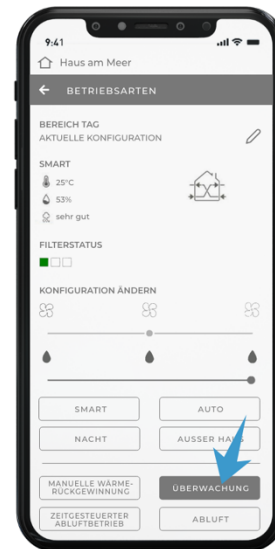 9:41
Haus am Meer
BETRIEBSARTEN
BEREICH TAG
AKTUELLE KONFIGURATION
SMART
25°C
53%
sehr gut
FILTERSTATUS
KONFIGURATION ÄNDERN
SMART
AUTO
NACHT
AUSSER HAUS
MANUELLE WÄRME-
RÜCKGEWINNUNG
ÜBERWACHUNG
ZEITGESTEUERTER
ABLUFTBETRIEB
ABLUFT